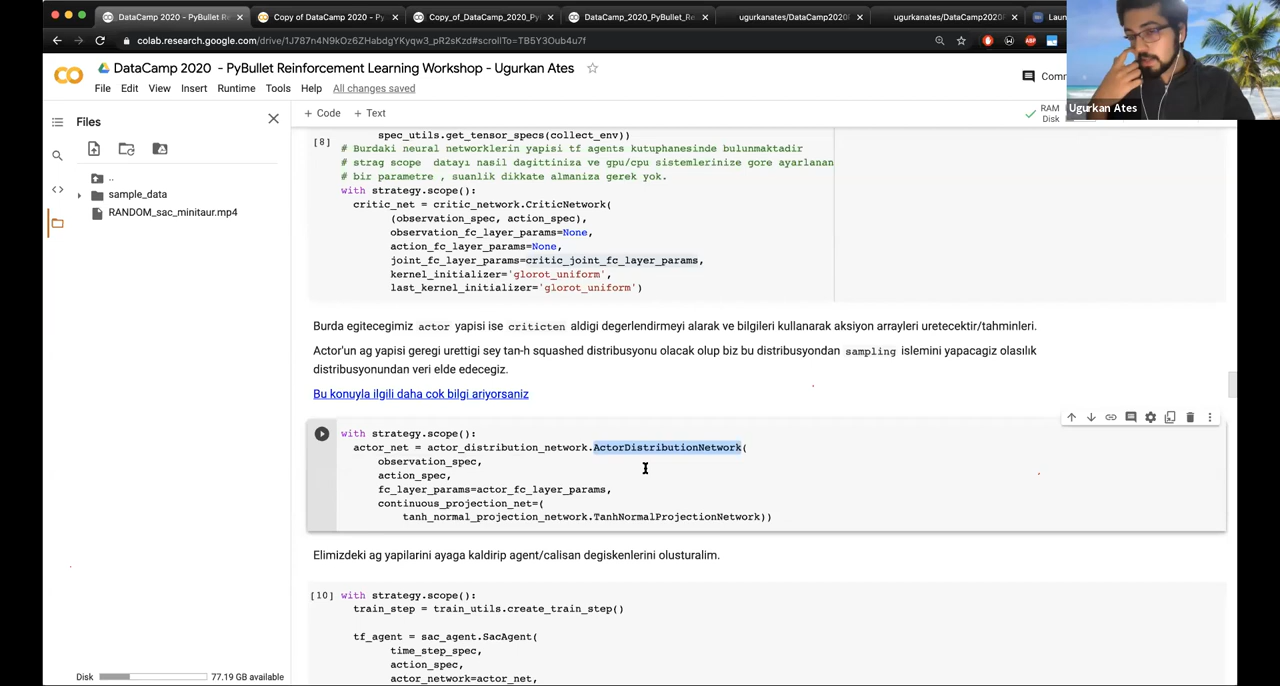 DataCamp 2020 - PyBullet R
Copy of DataCamp 2020 - Py
Copy_of_DataCamp_2020_PyB
DataCamp_2020_PyBullet_Re
ugurkanates/DataCamp2020F
ugurkanates/DataCamp2020F
Laun
colab.research.google.com/drive/1J787n4N9kOz6ZHabdgYKyqw3_pR2sKzd#scrollTo=TB5Y3Oub4u7f
DataCamp 2020 - PyBullet Reinforcement Learning Workshop - Ugurkan Ates
Comm
File Edit View Insert Runtime Tools Help All changes saved
Ugurkan Ates
+ Code + Text
RAM
Disk
Files
..
sample_data
RANDOM_sac_minitaur.mp4
spec_utils.get_tensor_specs(collect_env))
[8] # Burdaki neural networklerin yapisi tf agents kutuphanesinde bulunmaktadir
# strag scope datayı nasil dagittiniza ve gpu/cpu sistemlerinize gore ayarlanan
# bir parametre , suanlik dikkate almaniza gerek yok.
with strategy.scope():
critic_net = critic_network.CriticNetwork(
(observation_spec, action_spec),
observation_fc_layer_params=None,
action_fc_layer_params=None,
joint_fc_layer_params=critic_joint_fc_layer_params,
kernel_initializer='glorot_uniform',
last_kernel_initializer='glorot_uniform')
Burda egitecegimiz actor yapisi ise criticten aldigi degerlendirmeyi alarak ve bilgileri kullanarak aksiyon arrayleri uretecektir/tahminleri.
Actor'un ag yapisi geregi urettigi sey tan-h squashed distribusyonu olacak olup biz bu distribusyondan sampling islemini yapacagiz olasılık
distribusyonundan veri elde edecegiz.
Bu konuyla ilgili daha cok bilgi ariyorsaniz
with strategy.scope():
actor_net = actor_distribution_network.ActorDistributionNetwork(
observation_spec,
action_spec,
fc_layer_params=actor_fc_layer_params,
continuous_projection_net=(
tanh_normal_projection_network.TanhNormalProjectionNetwork))
Elimizdeki ag yapilarini ayaga kaldirip agent/calisan degiskenlerini olusturalim.
[10] with strategy.scope():
train_step = train_utils.create_train_step()
tf_agent = sac_agent.SacAgent(
time_step_spec,
action_spec,
actor_network=actor_net,
Disk 77.19 GB available